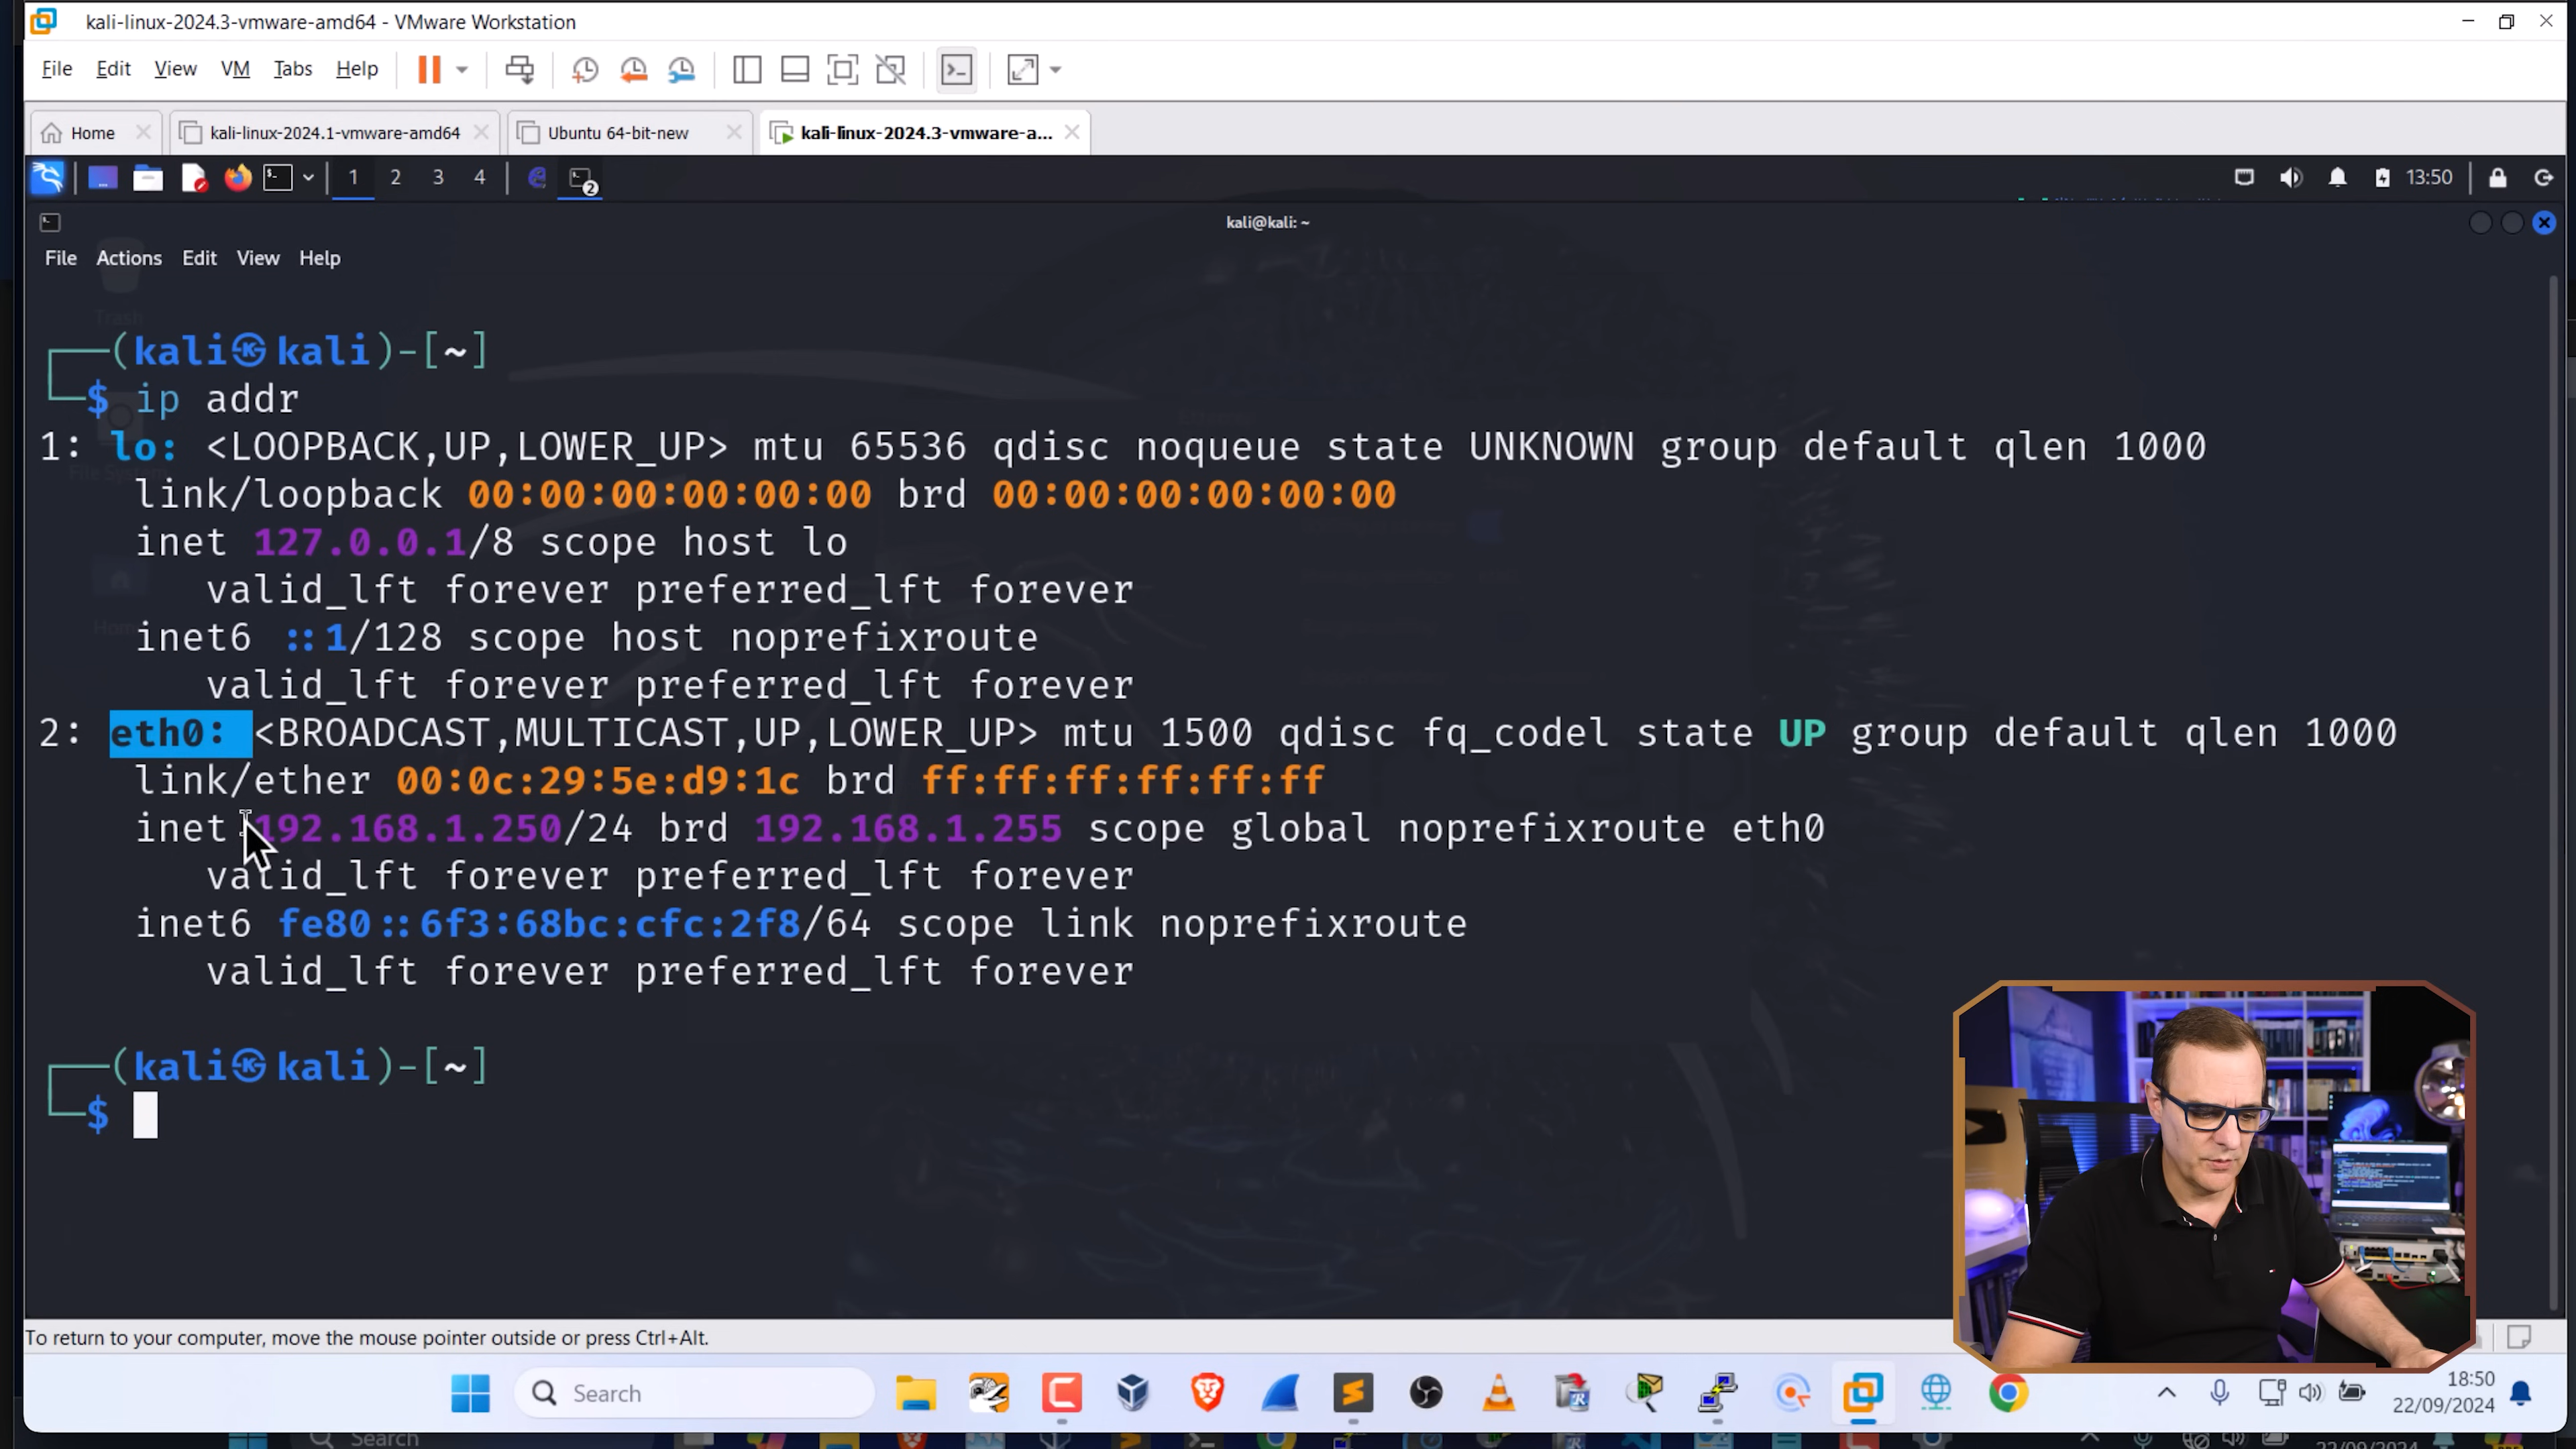 kali-linux-2024.3-vmware-amd64 - VMware Workstation
File Edit View VM Tabs Help
Home kali-linux-2024.1-vmware-amd64 Ubuntu 64-bit-new kali-linux-2024.3-vmware-a...
1 2 3 4 2 13:50
kali@kali: ~
File Actions Edit View Help
Trash
(kali㉿kali)-[~]
$ ip addr
1: lo: <LOOPBACK,UP,LOWER_UP> mtu 65536 qdisc noqueue state UNKNOWN group default qlen 1000
File System
link/loopback 00:00:00:00:00:00 brd 00:00:00:00:00:00
inet 127.0.0.1/8 scope host lo
valid_lft forever preferred_lft forever
Home
inet6 ::1/128 scope host noprefixroute
valid_lft forever preferred_lft forever
2: eth0: <BROADCAST,MULTICAST,UP,LOWER_UP> mtu 1500 qdisc fq_codel state UP group default qlen 1000
link/ether 00:0c:29:5e:d9:1c brd ff:ff:ff:ff:ff:ff
inet 192.168.1.250/24 brd 192.168.1.255 scope global noprefixroute eth0
valid_lft forever preferred_lft forever
inet6 fe80::6f3:68bc:cfc:2f8/64 scope link noprefixroute
valid_lft forever preferred_lft forever
(kali㉿kali)-[~]
$
To return to your computer, move the mouse pointer outside or press Ctrl+Alt.
Search
18:50
22/09/2024
Search
22/09/2024